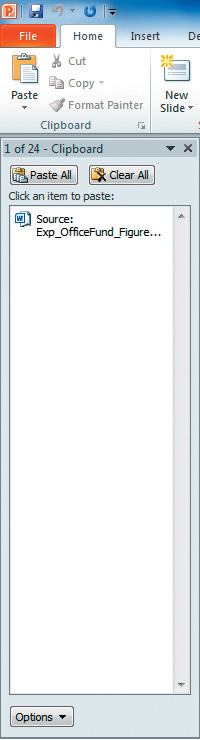 File Home Insert De
Cut
Copy
Format Painter
Paste
New
Slide
Clipboard
1 of 24 - Clipboard
Paste All Clear All
Click an item to paste:
Source:
Exp_OfficeFund_Figure...
Options